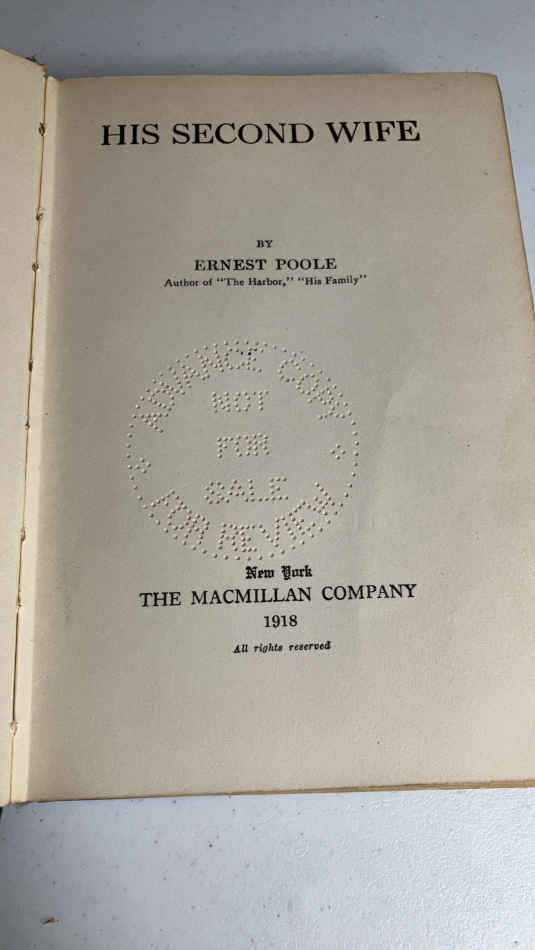 HIS SECOND WIFE
BY
ERNEST POOLE
Author of "The Harbor," "His Family"
ADVANCE COPY
NOT
FOR
SALE
FOR REVIEW
New York
THE MACMILLAN COMPANY
1918
All rights reserved